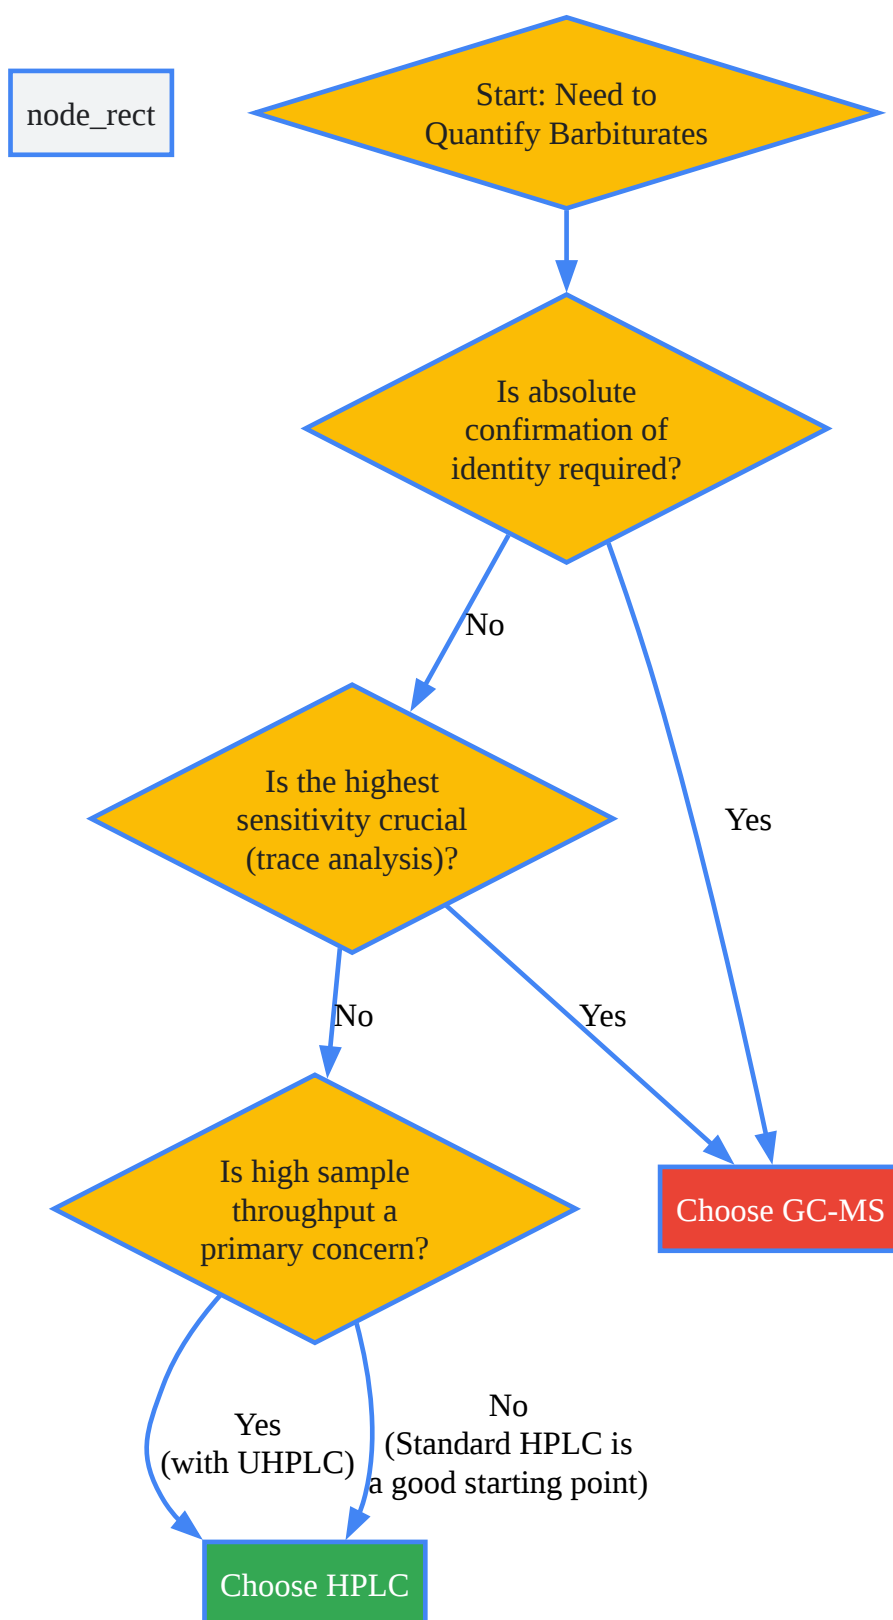 node_rect
Start: Need to
Quantify Barbiturates
Is absolute
confirmation of
identity required?
No
Is the highest
sensitivity crucial
(trace analysis)?
Yes
No
Yes
Is high sample
throughput a
primary concern?
Choose GC-MS
Yes
(with UHPLC)
No
(Standard HPLC is
a good starting point)
Choose HPLC